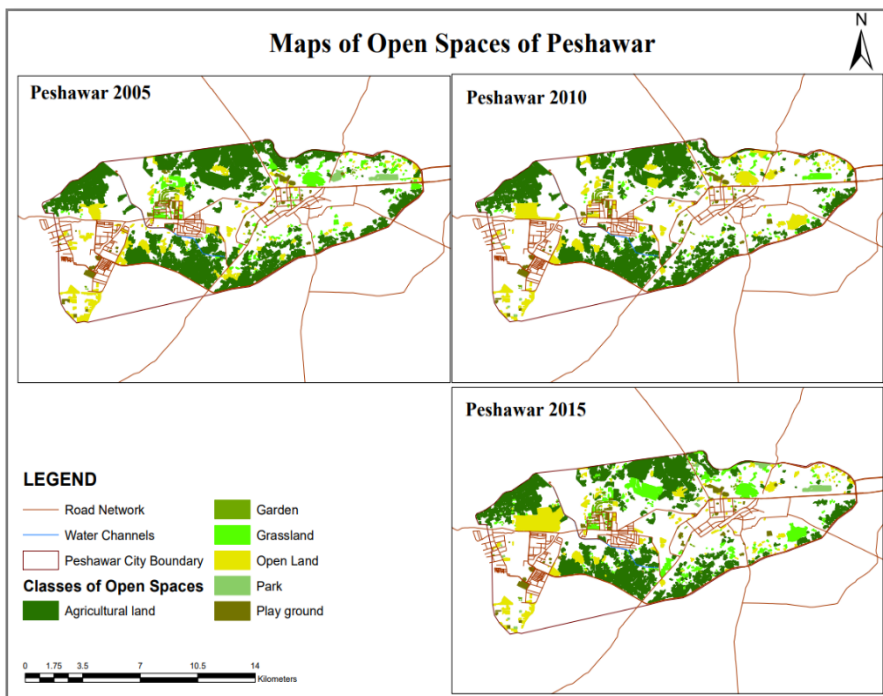 Maps of Open Spaces of Peshawar
N
Peshawar 2005
Peshawar 2010
Peshawar 2015
LEGEND
Road Network
Water Channels
Peshawar City Boundary
Classes of Open Spaces
Agricultural land
Garden
Grassland
Open Land
Park
Play ground
0 1.75 3.5 7 10.5 14
Kilometers